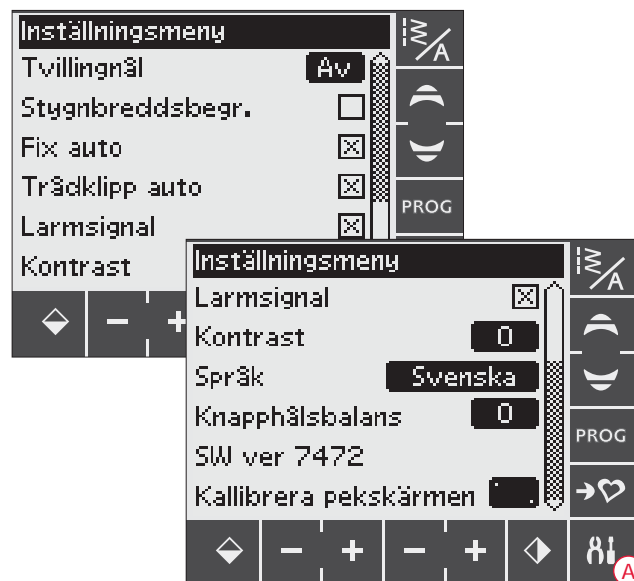 Inställningsmeny
Tvillingnål Av
Stygnbreddsbegr.
Fix auto
Trådklipp auto
Larmsignal
Kontrast
A
PROG
Inställningsmeny
Larmsignal
Kontrast 0
Språk Svenska
Knapphålsbalans 0
SW ver 7472
Kallibrera pekskärmen
A
PROG
A